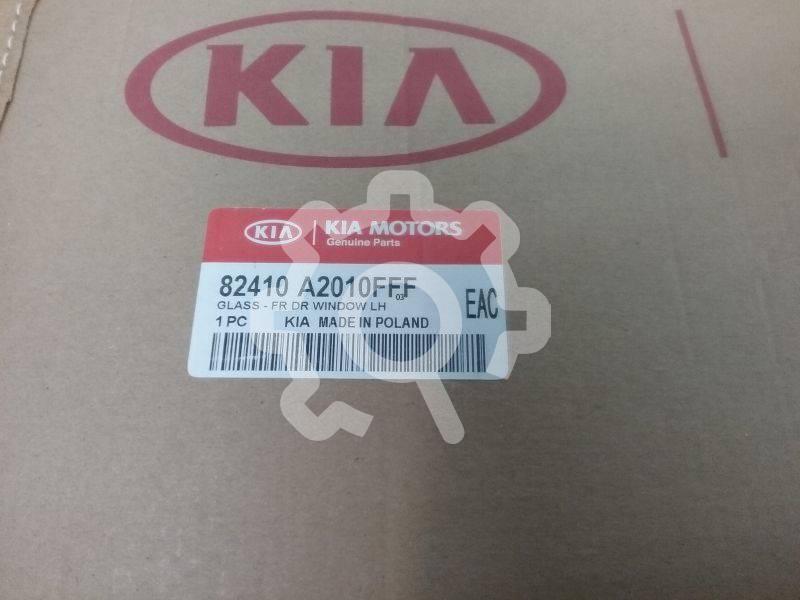 KIA
KIA | KIA MOTORS
Genuine Parts
82410 A2010FFF
03
GLASS - FR DR WINDOW LH
EAC
1 PC KIA MADE IN POLAND